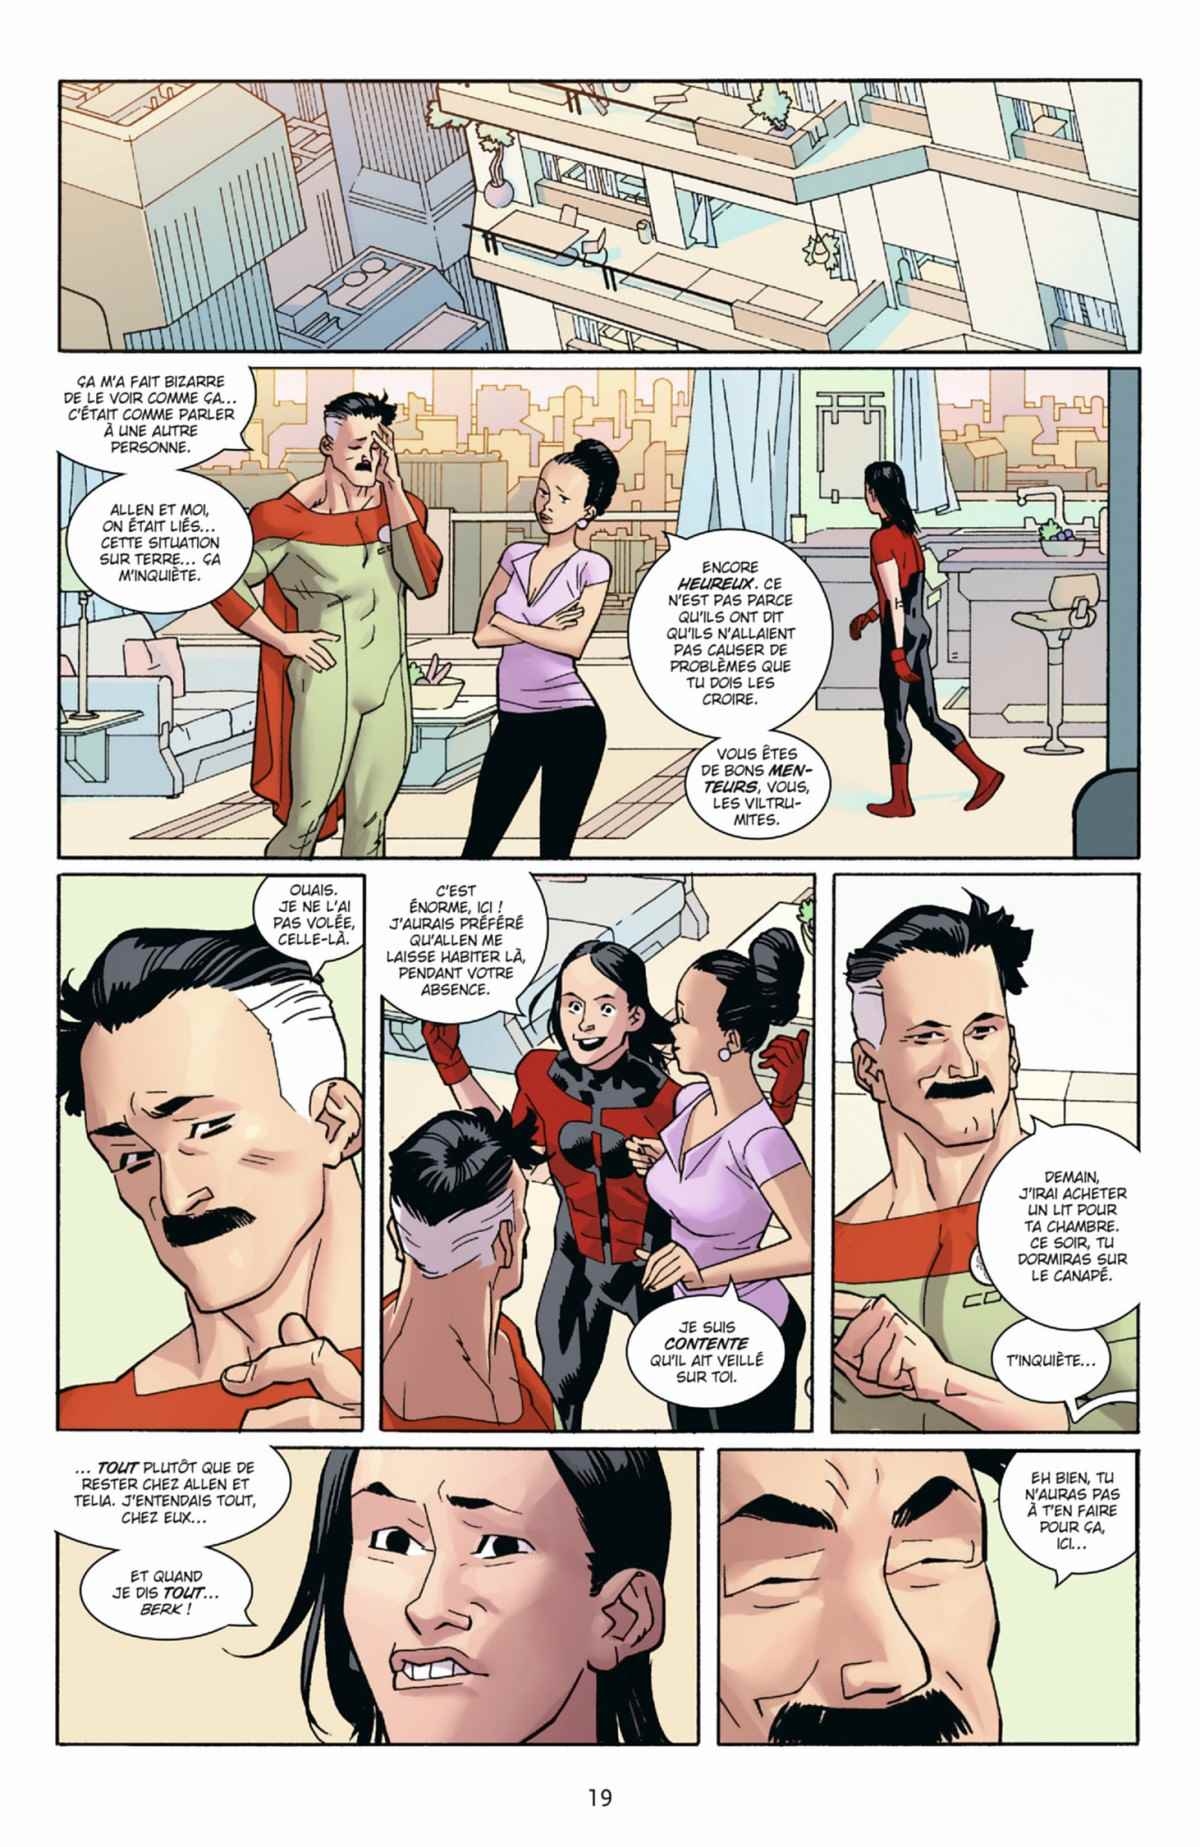 ÇA M'A FAIT BIZARRE
DE LE VOIR COMME ÇA...
C'ÉTAIT COMME PARLER
À UNE AUTRE
PERSONNE.
ALLEN ET MOI,
ON ÉTAIT LIÉS...
CETTE SITUATION
SUR TERRE... ÇA
M'INQUIÈTE.
ENCORE
HEUREUX. CE
N'EST PAS PARCE
QU'ILS ONT DIT
QU'ILS N'ALLAIENT
PAS CAUSER DE
PROBLÈMES QUE
TU DOIS LES
CROIRE.
VOUS ÊTES
DE BONS MEN-
TEURS, VOUS,
LES VILTRU-
MITES.
OUAIS.
JE NE L'AI
PAS VOLÉE,
CELLE-LÀ.
C'EST
ÉNORME, ICI !
J'AURAIS PRÉFÉRÉ
QU'ALLEN ME
LAISSE HABITER LÀ,
PENDANT VOTRE
ABSENCE.
JE SUIS
CONTENTE
QU'IL AIT VEILLÉ
SUR TOI.
DEMAIN,
J'IRAI ACHETER
UN LIT POUR
TA CHAMBRE.
CE SOIR, TU
DORMIRAS SUR
LE CANAPÉ.
T'INQUIÈTE...
... TOUT PLUTÔT QUE DE
RESTER CHEZ ALLEN ET
TELIA. J'ENTENDAIS TOUT,
CHEZ EUX...
ET QUAND
JE DIS TOUT...
BERK !
EH BIEN, TU
N'AURAS PAS
À T'EN FAIRE
POUR ÇA,
ICI...
19